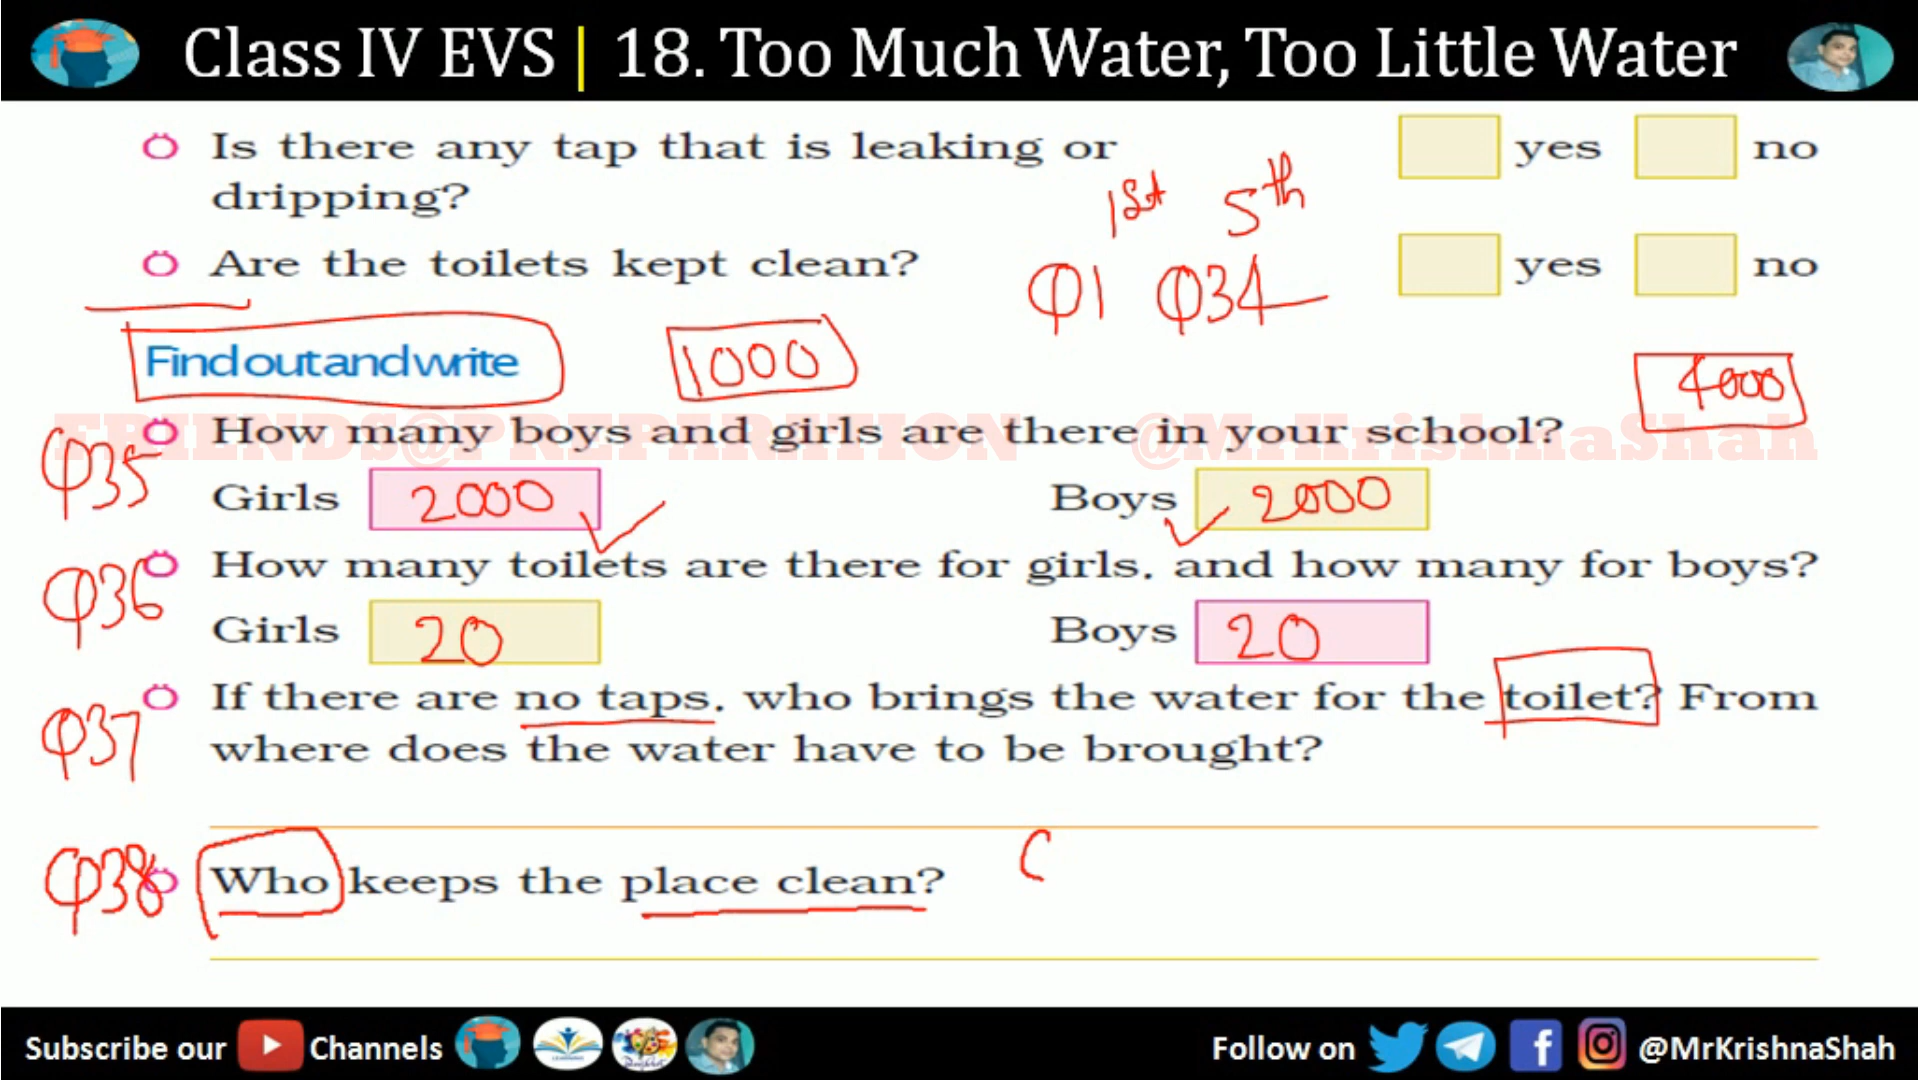 Class IV EVS | 18. Too Much Water, Too Little Water
Ö Is there any tap that is leaking or yes no
dripping?
1st 5th
Ö Are the toilets kept clean? yes no
Q1 Q34
Find out and write 1000 4000
FRIENDS@PREPARATION @MrKrishnaShah
Q35 Ö How many boys and girls are there in your school?
Girls 2000 Boys 2000
Q36 Ö How many toilets are there for girls, and how many for boys?
Girls 20 Boys 20
Q37 Ö If there are no taps, who brings the water for the toilet? From
where does the water have to be brought?
Q38 Ö Who keeps the place clean?
Subscribe our Channels Follow on @MrKrishnaShah